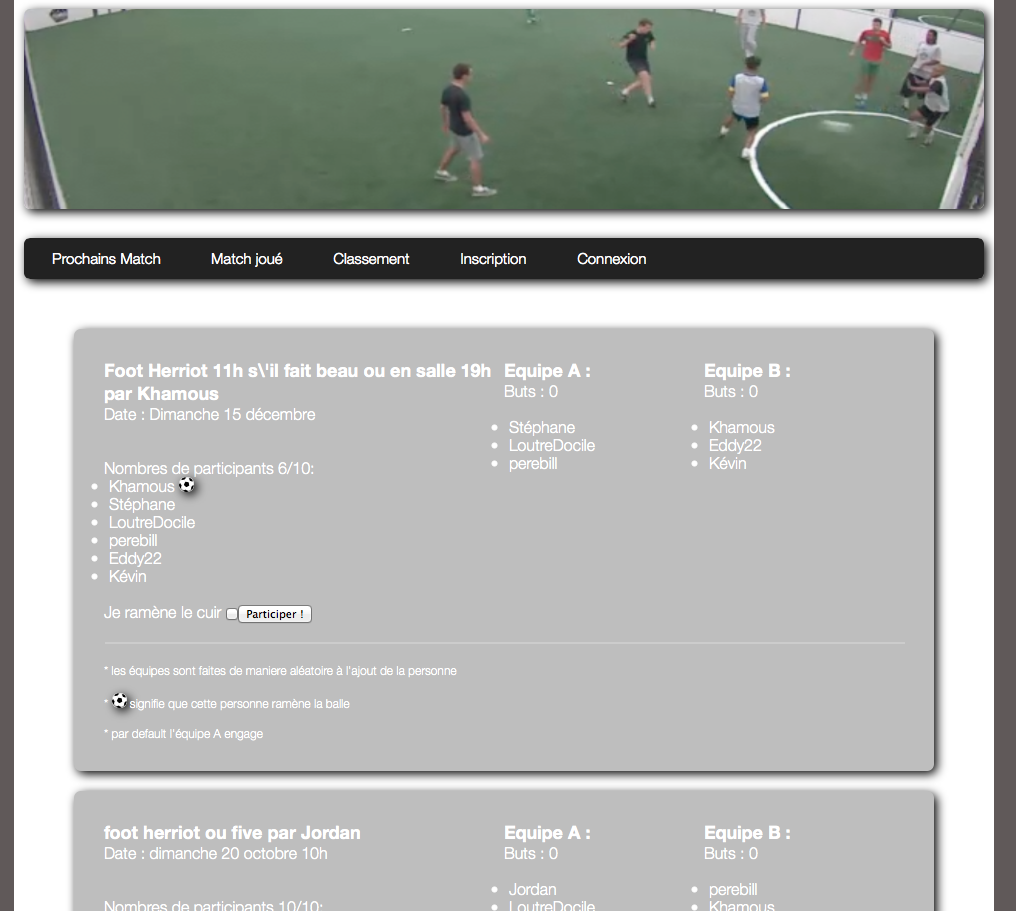 Prochains Match Match joué Classement Inscription Connexion
Foot Herriot 11h s\'il fait beau ou en salle 19h
par Khamous
Date : Dimanche 15 décembre
Nombres de participants 6/10:
Khamous
Stéphane
LoutreDocile
perebill
Eddy22
Kévin
Je ramène le cuir Participer !
Equipe A :
Buts : 0
Stéphane
LoutreDocile
perebill
Equipe B :
Buts : 0
Khamous
Eddy22
Kévin
* les équipes sont faites de maniere aléatoire à l'ajout de la personne
* signifie que cette personne ramène la balle
* par default l'équipe A engage
foot herriot ou five par Jordan
Date : dimanche 20 octobre 10h
Nombres de participants 10/10:
Equipe A :
Buts : 0
Jordan
LoutreDocile
Equipe B :
Buts : 0
perebill
Khamous